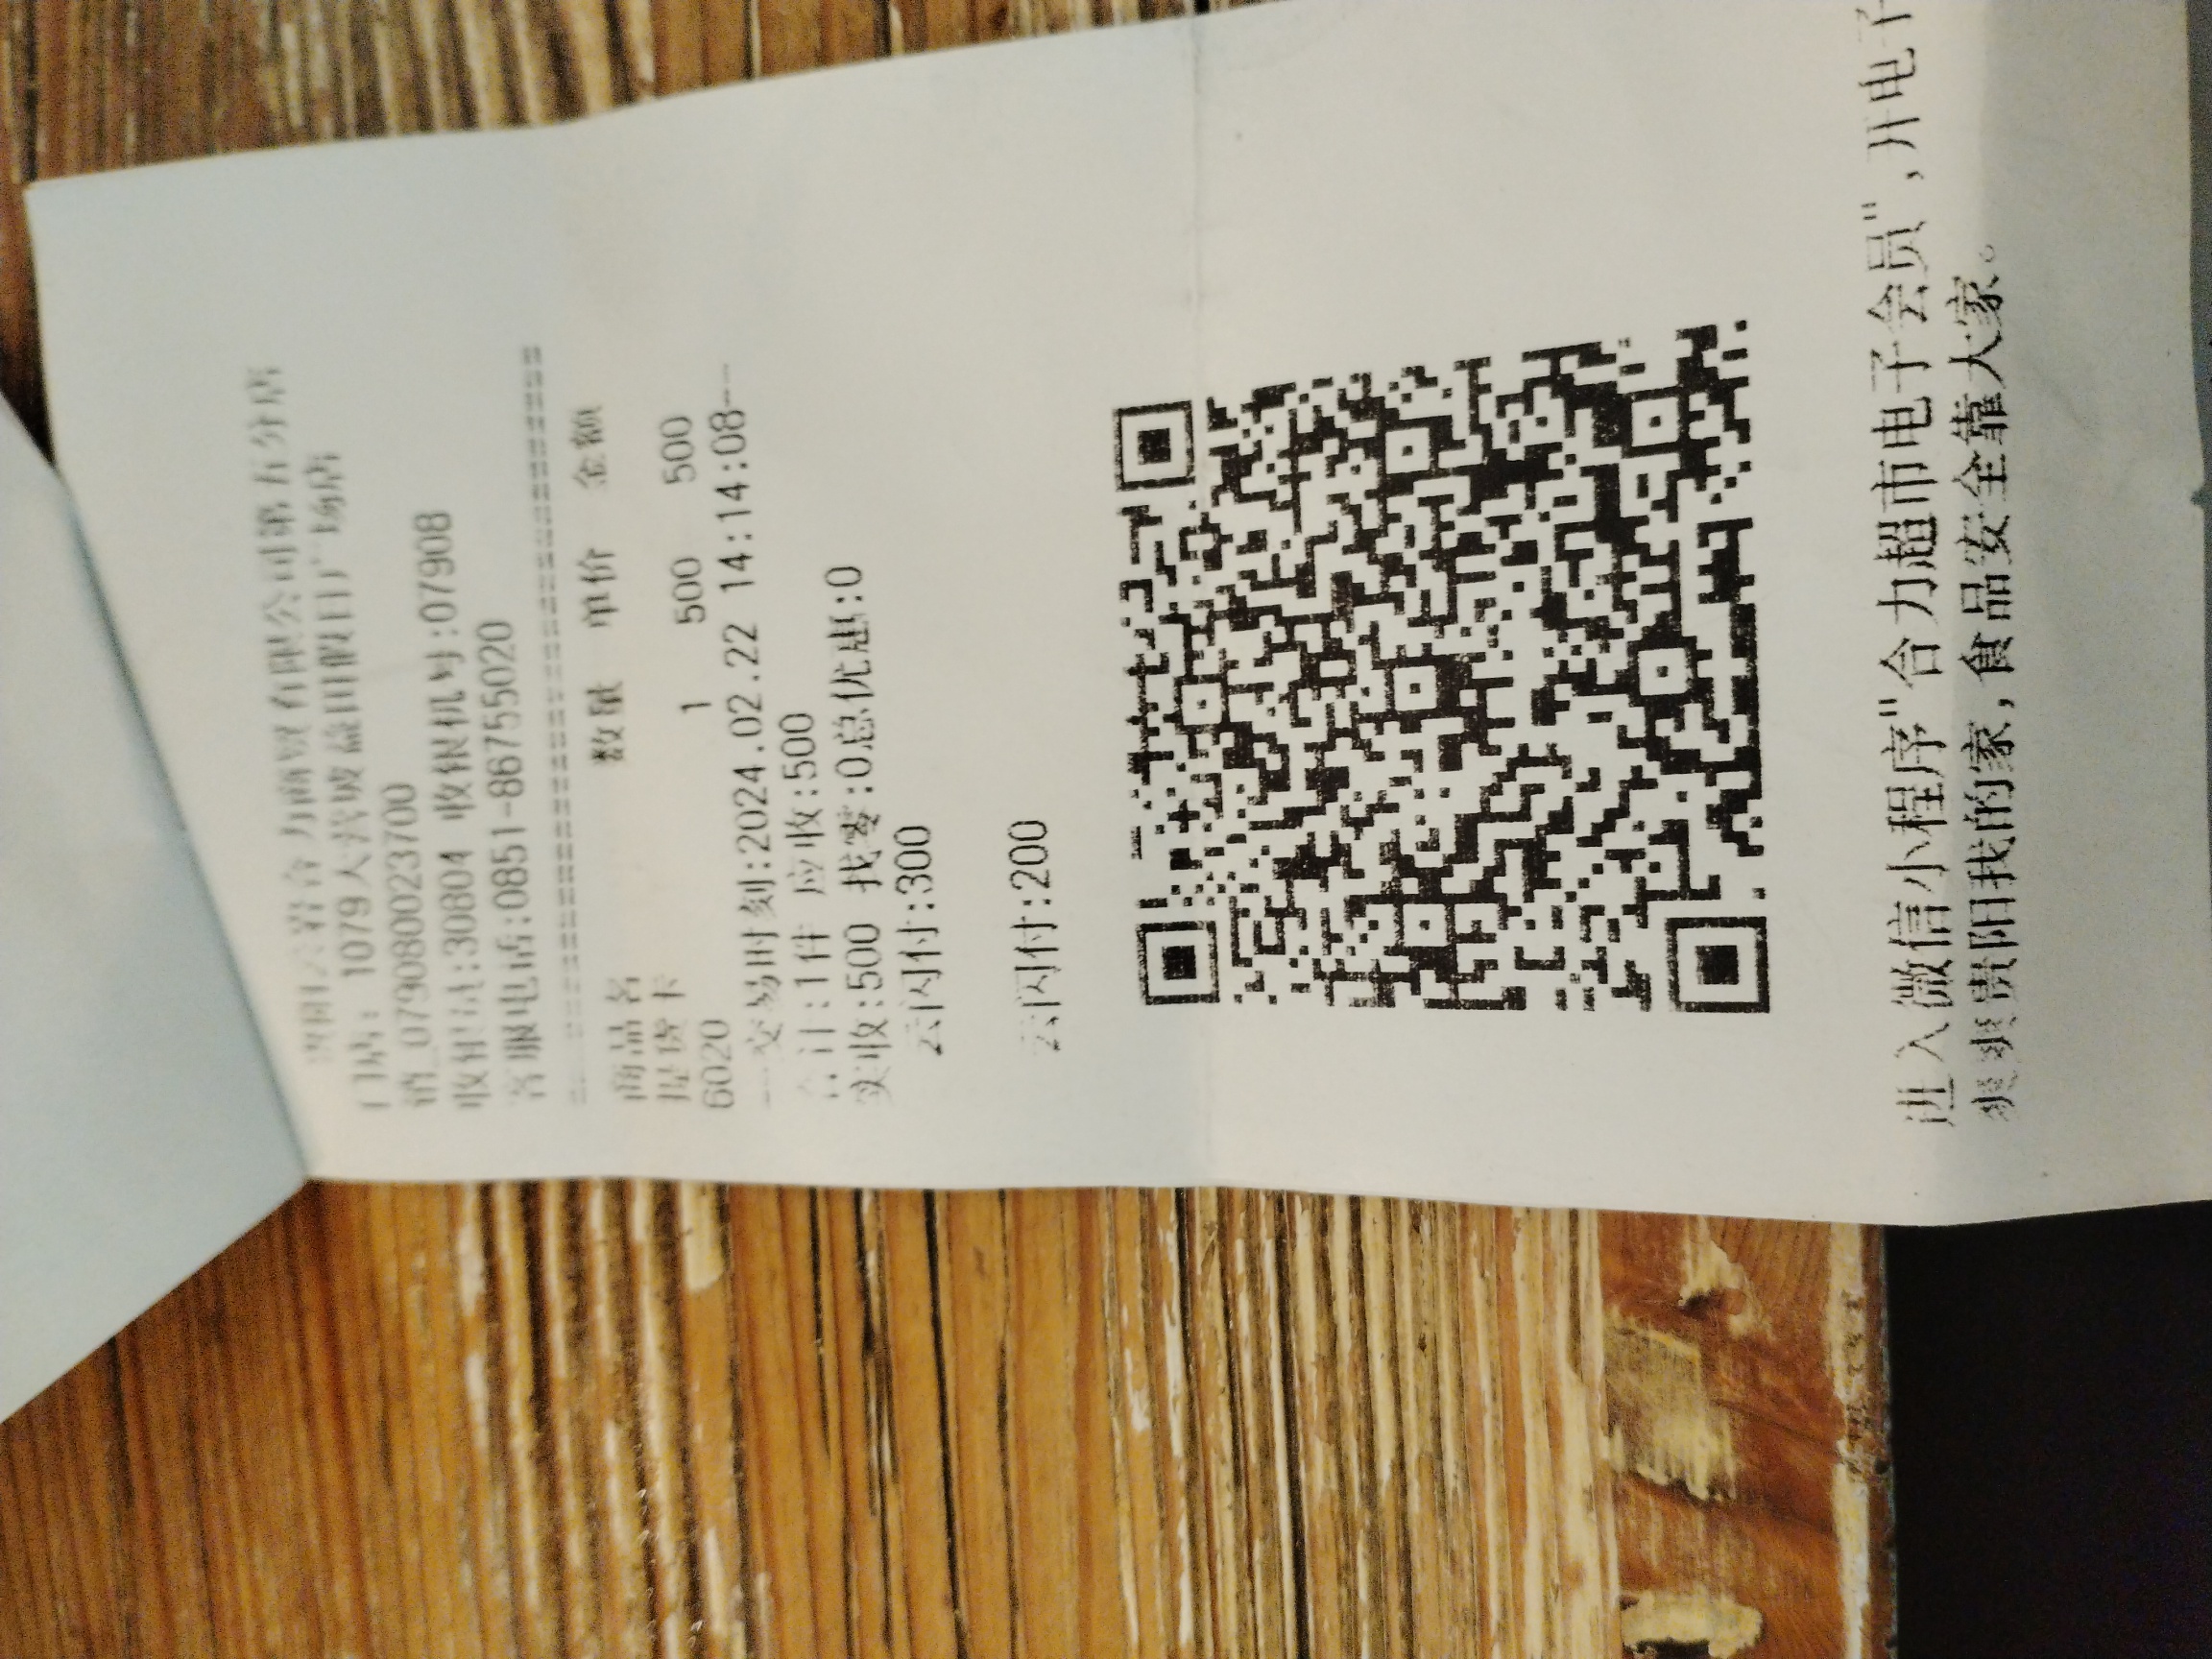 合力商贸有限公司第五分店
门店: 1079大营坡益田假日广场店
销_0790800023700
收银员:30804 收银机号:07908
客服电话:0851-86755020
商品名 数量 单价 金额
提货卡
6020 1 500 500
---交易时刻:2024.02.22 14:14:08---
合计:1件 应收:500
实收:500 找零:0总优惠:0
云闪付:300
云闪付:200
进入微信小程序"合力超市电子会员",开电子
爽爽贵阳我的家,食品安全靠大家。